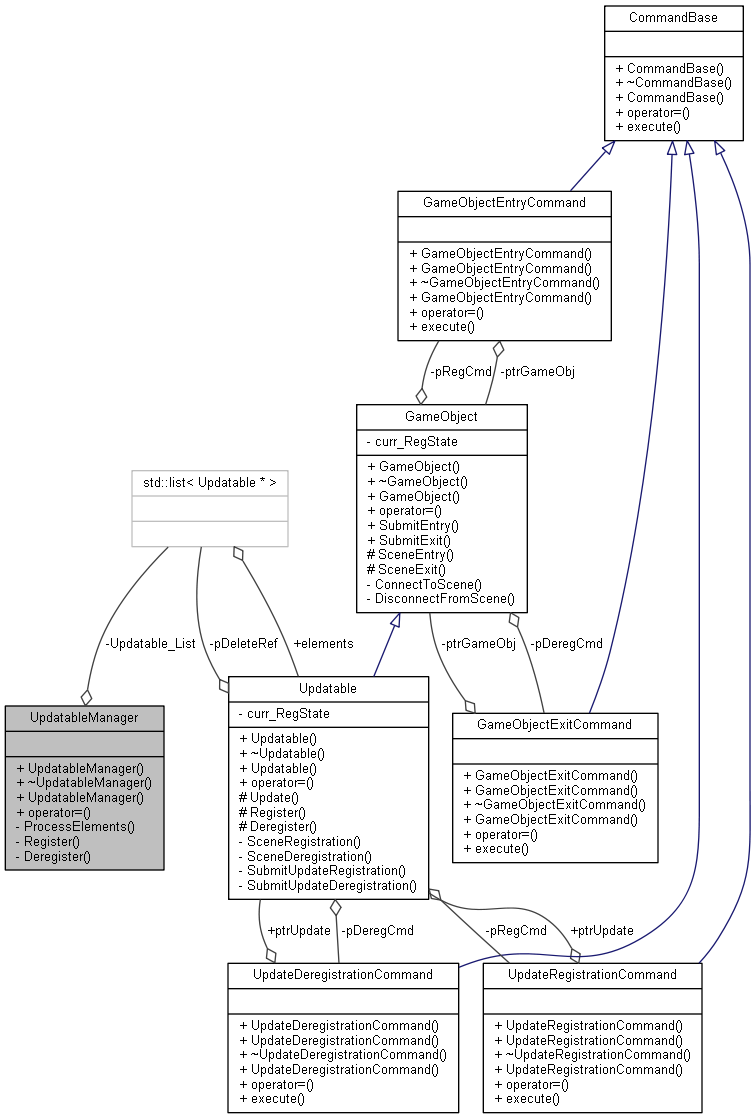 CommandBase
+ CommandBase()
+ ~CommandBase()
+ CommandBase()
+ operator=()
+ execute()
GameObjectEntryCommand
+ GameObjectEntryCommand()
+ GameObjectEntryCommand()
+ ~GameObjectEntryCommand()
+ GameObjectEntryCommand()
+ operator=()
+ execute()
-pRegCmd
-ptrGameObj
GameObject
- curr_RegState
+ GameObject()
+ ~GameObject()
+ GameObject()
+ operator=()
+ SubmitEntry()
+ SubmitExit()
# SceneEntry()
# SceneExit()
- ConnectToScene()
- DisconnectFromScene()
std::list< Updatable * >
-Updatable_List
-pDeleteRef
+elements
-ptrGameObj
-pDeregCmd
UpdatableManager
+ UpdatableManager()
+ ~UpdatableManager()
+ UpdatableManager()
+ operator=()
- ProcessElements()
- Register()
- Deregister()
Updatable
- curr_RegState
+ Updatable()
+ ~Updatable()
+ Updatable()
+ operator=()
# Update()
# Register()
# Deregister()
- SceneRegistration()
- SceneDeregistration()
- SubmitUpdateRegistration()
- SubmitUpdateDeregistration()
GameObjectExitCommand
+ GameObjectExitCommand()
+ GameObjectExitCommand()
+ ~GameObjectExitCommand()
+ GameObjectExitCommand()
+ operator=()
+ execute()
+ptrUpdate
-pDeregCmd
-pRegCmd
+ptrUpdate
UpdateDeregistrationCommand
+ UpdateDeregistrationCommand()
+ UpdateDeregistrationCommand()
+ ~UpdateDeregistrationCommand()
+ UpdateDeregistrationCommand()
+ operator=()
+ execute()
UpdateRegistrationCommand
+ UpdateRegistrationCommand()
+ UpdateRegistrationCommand()
+ ~UpdateRegistrationCommand()
+ UpdateRegistrationCommand()
+ operator=()
+ execute()